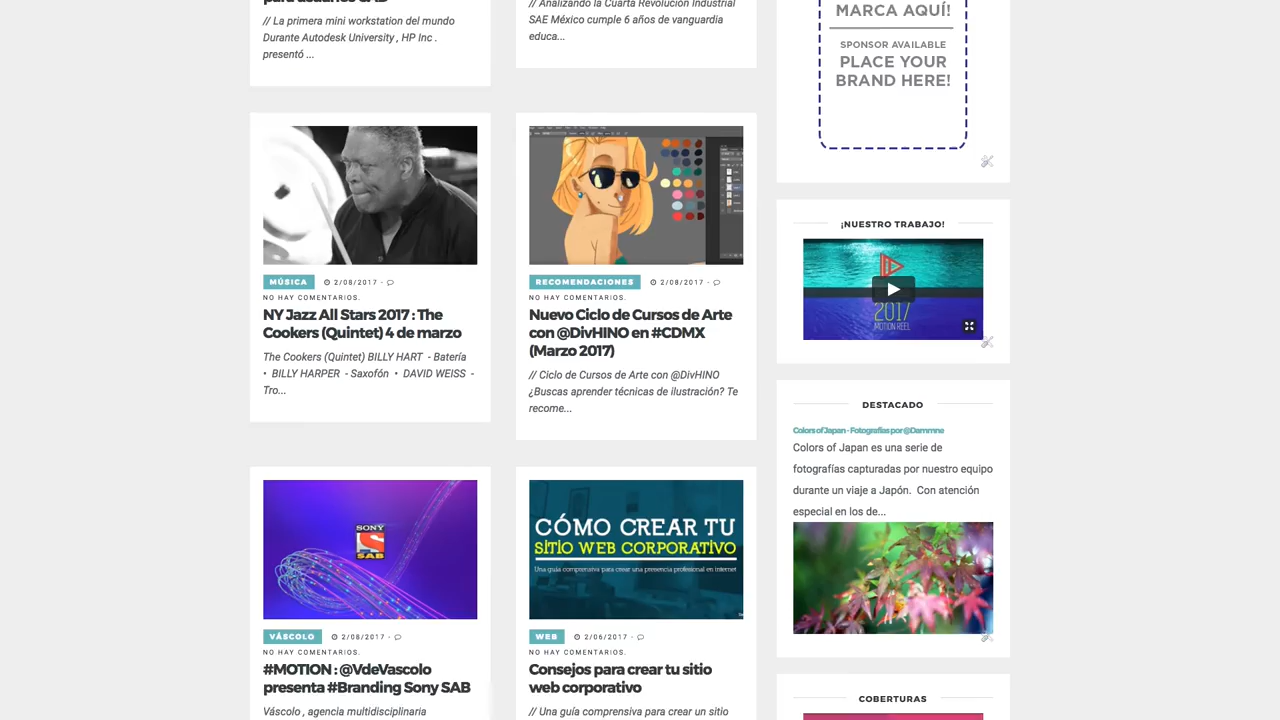 // La primera mini workstation del mundo
Durante Autodesk University , HP Inc .
presentó ...
// Analizando la Cuarta Revolución Industrial
SAE México cumple 6 años de vanguardia
educa...
MÚSICA 2/08/2017 -
NO HAY COMENTARIOS.
NY Jazz All Stars 2017 : The
Cookers (Quintet) 4 de marzo
The Cookers (Quintet) BILLY HART - Batería
• BILLY HARPER - Saxofón • DAVID WEISS -
Tro...
RECOMENDACIONES 2/08/2017 -
NO HAY COMENTARIOS.
Nuevo Ciclo de Cursos de Arte
con @DivHINO en #CDMX
(Marzo 2017)
// Ciclo de Cursos de Arte con @DivHINO
¿Buscas aprender técnicas de ilustración? Te
recome...
SONY
SAB
VÁSCOLO 2/08/2017 -
NO HAY COMENTARIOS.
#MOTION : @VdeVascolo
presenta #Branding Sony SAB
Váscolo , agencia multidisciplinaria
CÓMO CREAR TU
SITIO WEB CORPORATIVO
Una guía comprensiva para crear una presencia profesional en internet
WEB 2/06/2017 -
NO HAY COMENTARIOS.
Consejos para crear tu sitio
web corporativo
// Una guía comprensiva para crear un sitio
MARCA AQUÍ!
SPONSOR AVAILABLE
PLACE YOUR
BRAND HERE!
¡NUESTRO TRABAJO!
2017
MOTION REEL
DESTACADO
Colors of Japan - Fotografías por @Dammne
Colors of Japan es una serie de
fotografías capturadas por nuestro equipo
durante un viaje a Japón. Con atención
especial en los de...
COBERTURAS